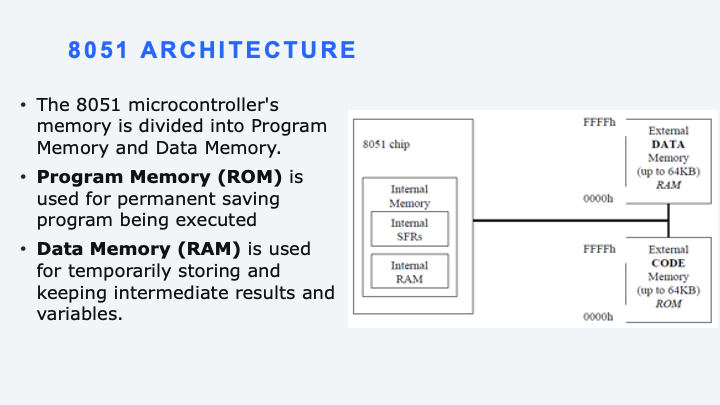 8051 ARCHITECTURE
• The 8051 microcontroller's
memory is divided into Program
Memory and Data Memory.
• Program Memory (ROM) is
used for permanent saving
program being executed
• Data Memory (RAM) is used
for temporarily storing and
keeping intermediate results and
variables.
8051 chip
Internal
Memory
Internal
SFRs
Internal
RAM
FFFFh
0000h
External
DATA
Memory
(up to 64KB)
RAM
FFFFh
0000h
External
CODE
Memory
(up to 64KB)
ROM